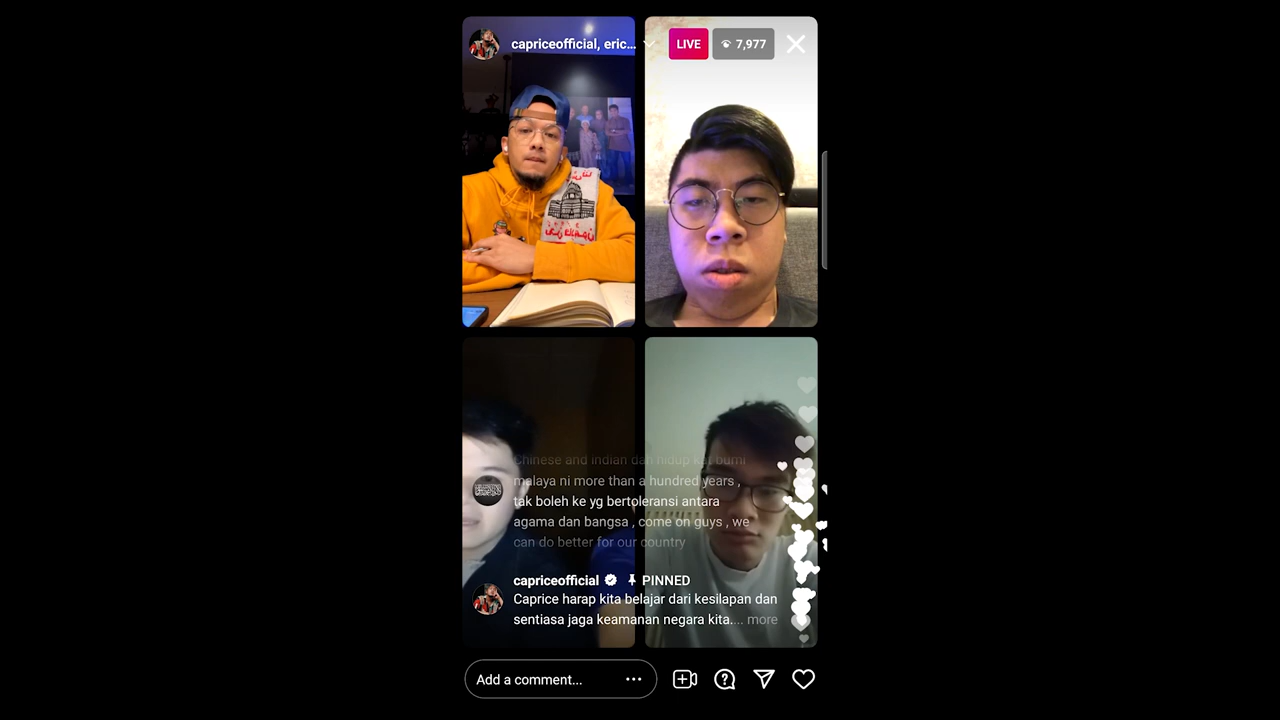 capriceofficial, eric...
LIVE
7,977
Chinese and indian dah hidup kat bumi
malaya ni more than a hundred years ,
tak boleh ke yg bertoleransi antara
agama dan bangsa , come on guys , we
can do better for our country
capriceofficial PINNED
Caprice harap kita belajar dari kesilapan dan
sentiasa jaga keamanan negara kita.... more
Add a comment...